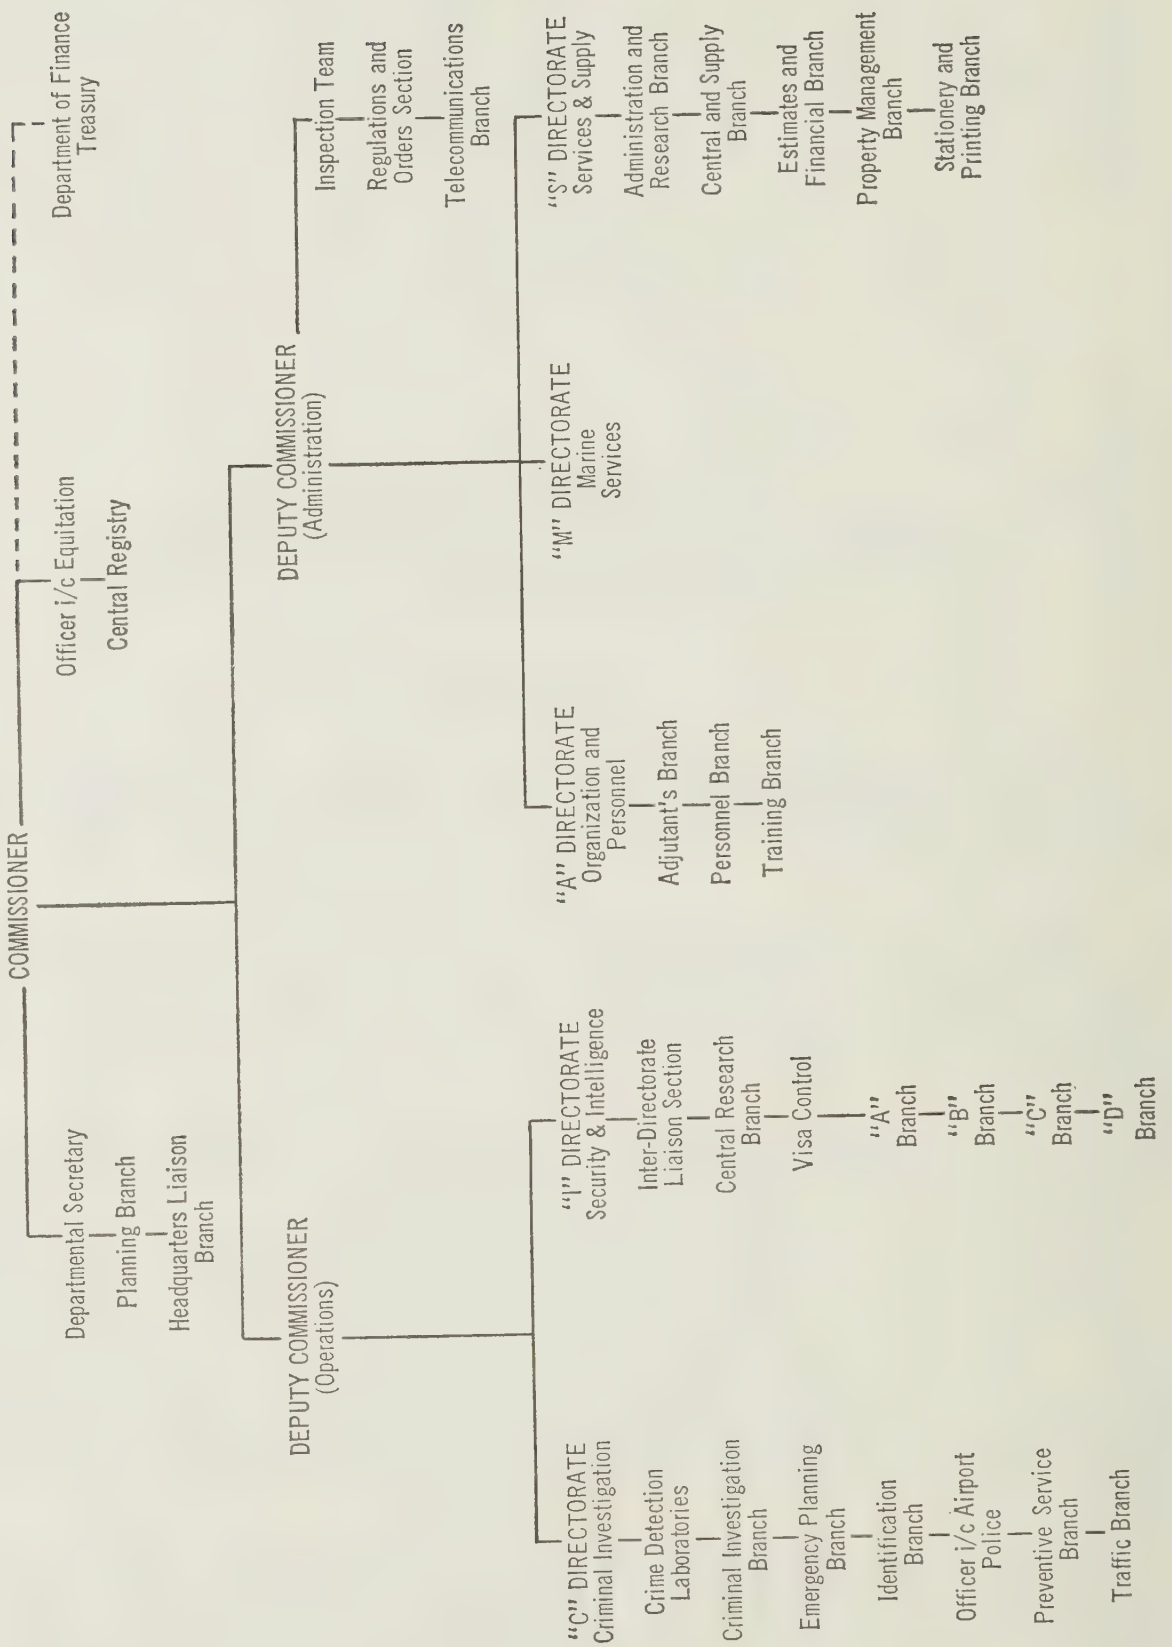 COMMISSIONER
Departmental Secretary
Planning Branch
Headquarters Liaison
Branch
Officer i/c Equitation
Central Registry
Department of Finance
Treasury
DEPUTY COMMISSIONER
(Operations)
DEPUTY COMMISSIONER
(Administration)
Inspection Team
Regulations and
Orders Section
Telecommunications
Branch
"C" DIRECTORATE
Criminal Investigation
Crime Detection
Laboratories
Criminal Investigation
Branch
Emergency Planning
Branch
Identification
Branch
Officer i/c Airport
Police
Preventive Service
Branch
Traffic Branch
"I" DIRECTORATE
Security & Intelligence
Inter-Directorate
Liaison Section
Central Research
Branch
Visa Control
"A"
Branch
"B"
Branch
"C"
Branch
"D"
Branch
"A" DIRECTORATE
Organization and
Personnel
Adjutant's Branch
Personnel Branch
Training Branch
"M" DIRECTORATE
Marine
Services
"S" DIRECTORATE
Services & Supply
Administration and
Research Branch
Central and Supply
Branch
Estimates and
Financial Branch
Property Management
Branch
Stationery and
Printing Branch